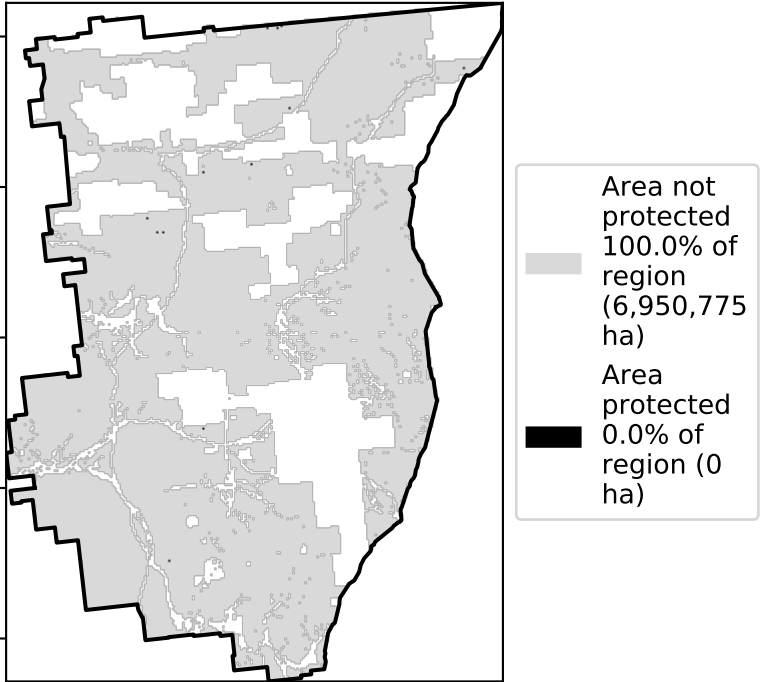 Area not
protected
100.0% of
region
(6,950,775
ha)
Area
protected
0.0% of
region (0
ha)